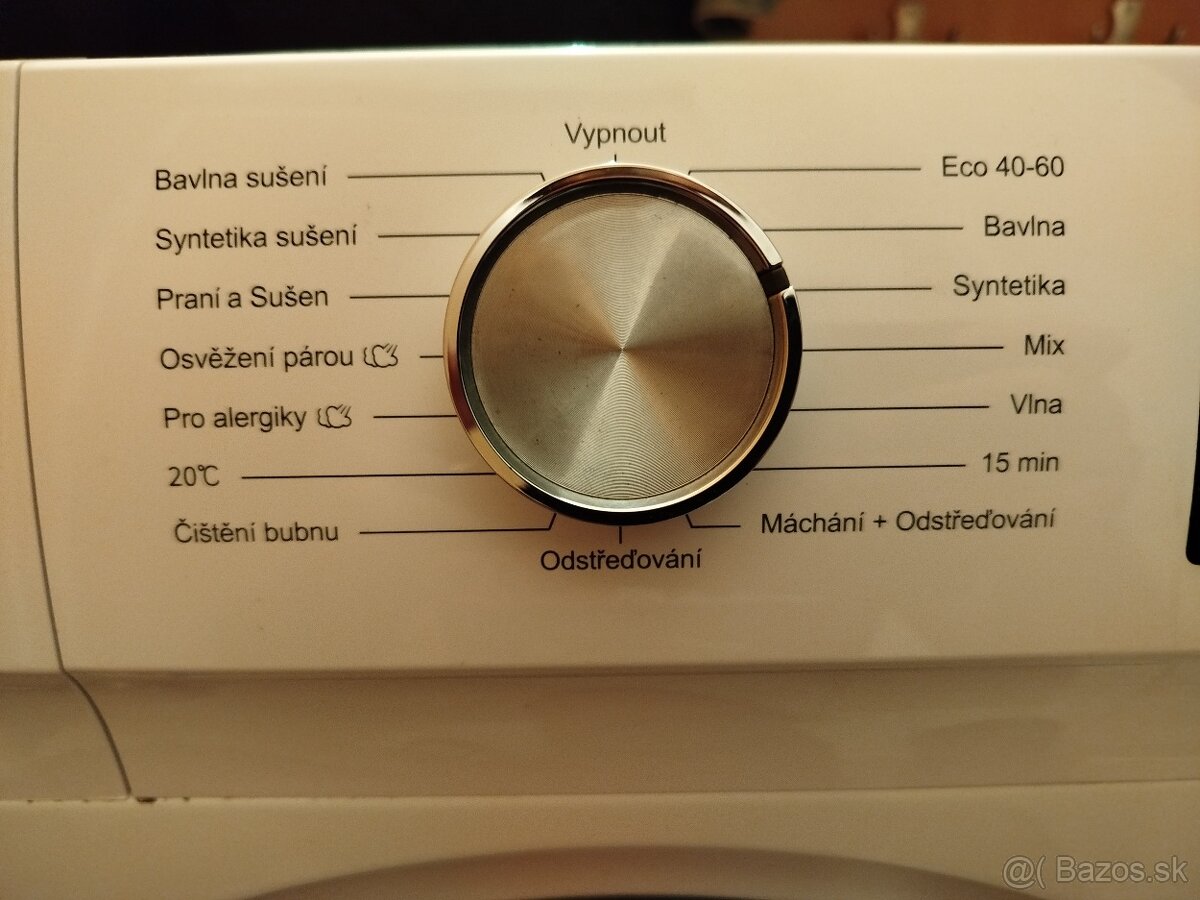 Vypnout
Bavlna sušení
Syntetika sušení
Praní a Sušen
Osvěžení párou
Pro alergiky
20℃
Čištění bubnu
Eco 40-60
Bavlna
Syntetika
Mix
Vlna
15 min
Máchání + Odstřeďování
Odstřeďování
@( Bazos.sk